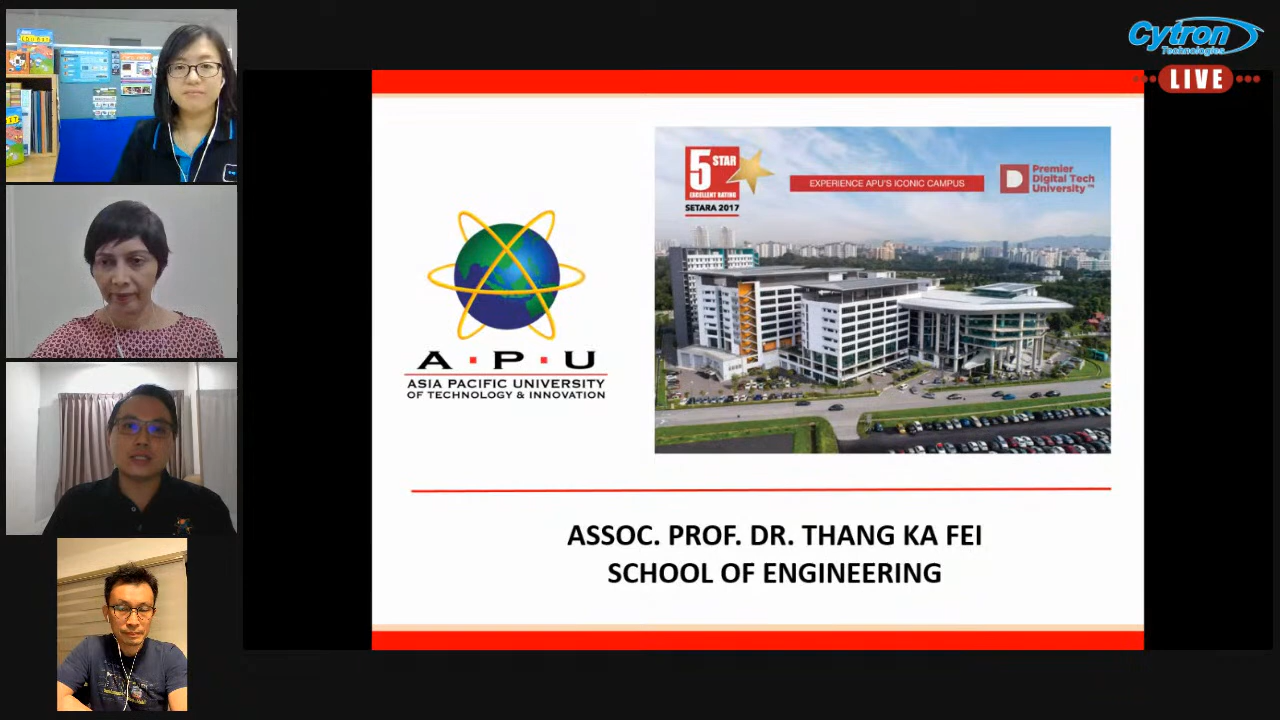 Cytron
Technologies
LIVE
5 STAR
EXCELLENT RATING
SETARA 2017
EXPERIENCE APU'S ICONIC CAMPUS
D Premier
Digital Tech
University™
A·P·U
ASIA PACIFIC UNIVERSITY
OF TECHNOLOGY & INNOVATION
ASSOC. PROF. DR. THANG KA FEI
SCHOOL OF ENGINEERING